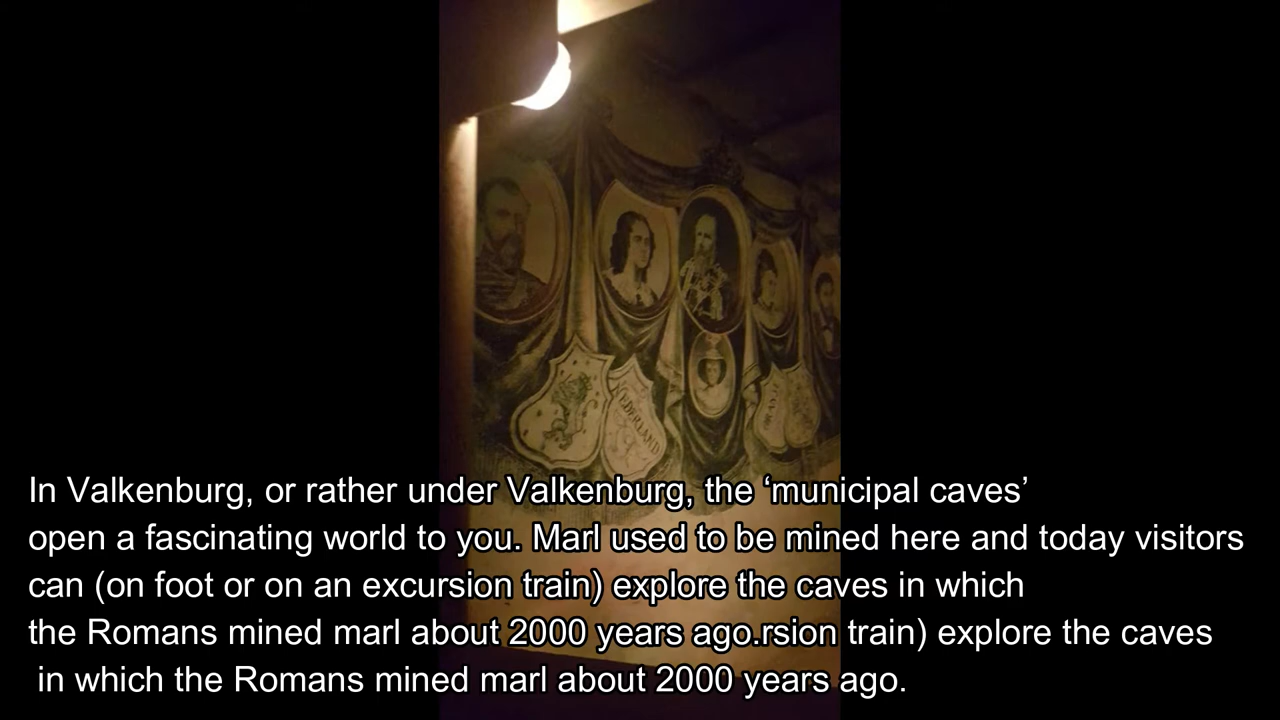 NEDERLAND
In Valkenburg, or rather under Valkenburg, the ‘municipal caves’
open a fascinating world to you. Marl used to be mined here and today visitors
can (on foot or on an excursion train) explore the caves in which
the Romans mined marl about 2000 years ago.rsion train) explore the caves
in which the Romans mined marl about 2000 years ago.